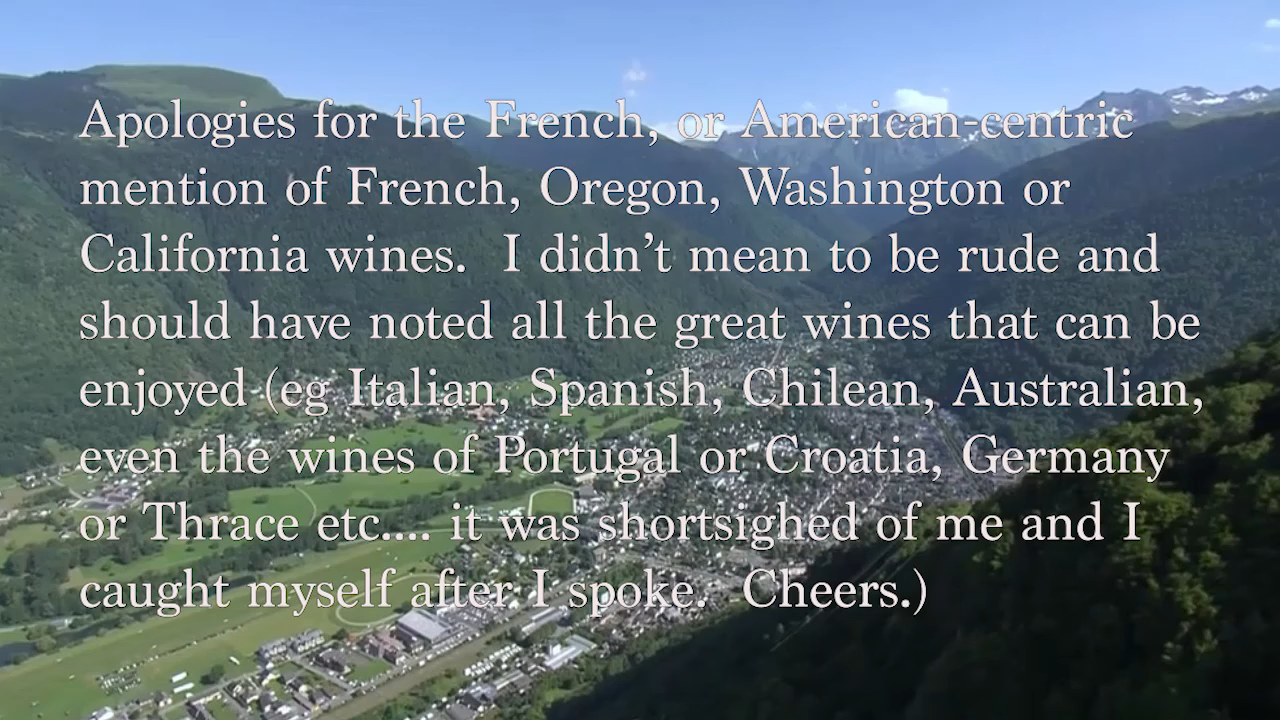 Apologies for the French, or American-centric
mention of French, Oregon, Washington or
California wines.  I didn’t mean to be rude and
should have noted all the great wines that can be
enjoyed (eg Italian, Spanish, Chilean, Australian,
even the wines of Portugal or Croatia, Germany
or Thrace etc.... it was shortsighed of me and I
caught myself after I spoke.  Cheers.)